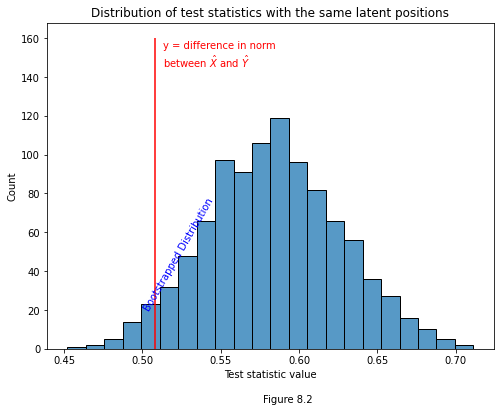 Distribution of test statistics with the same latent positions
160
140
120
100
80
60
40
20
0
Count
y = difference in norm
between X̂ and Ŷ
Bootstrapped Distribution
0.45 0.50 0.55 0.60 0.65 0.70
Test statistic value
Figure 8.2